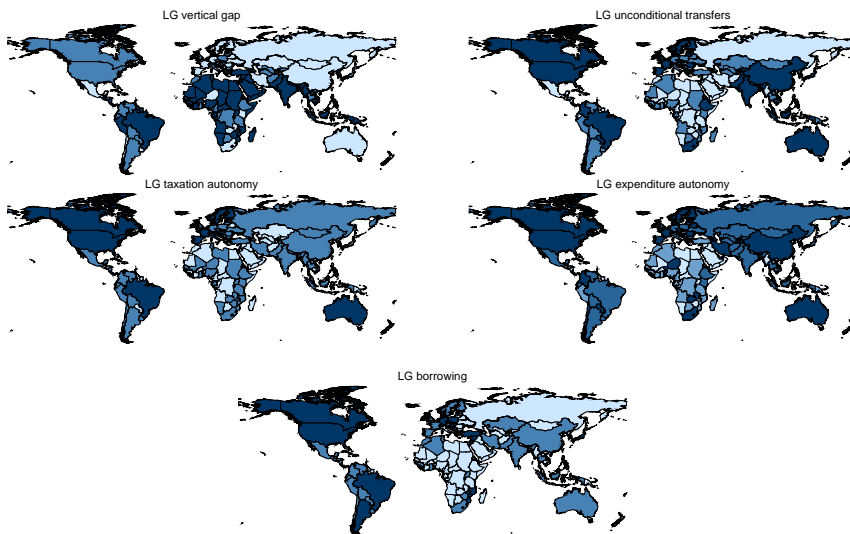 LG vertical gap
LG unconditional transfers
LG taxation autonomy
LG expenditure autonomy
LG borrowing